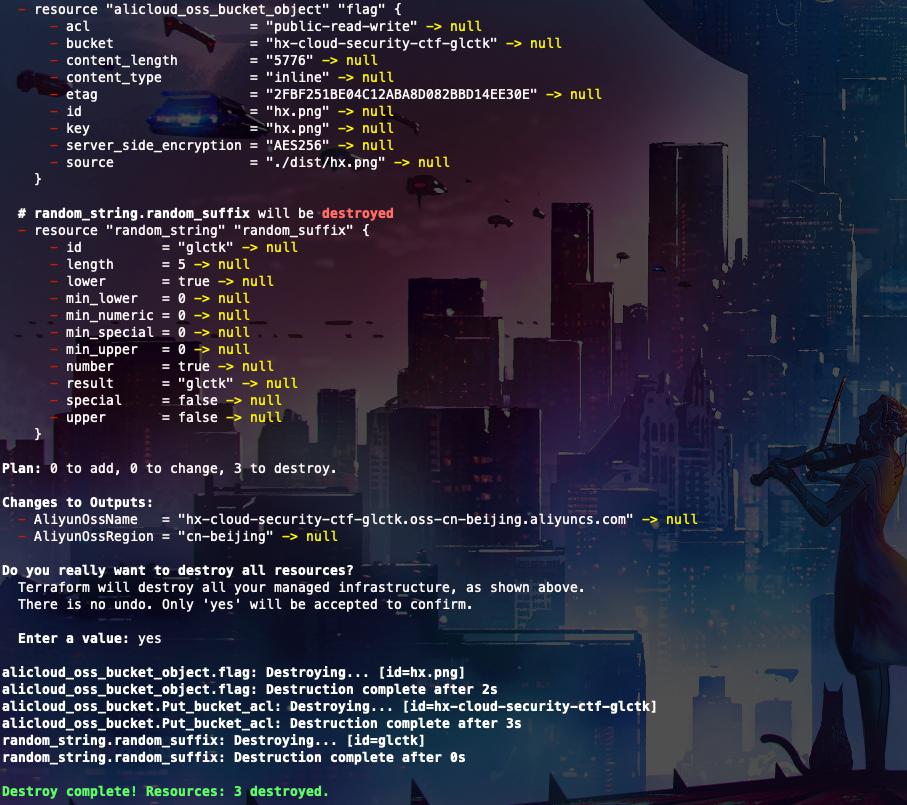 - resource "alicloud_oss_bucket_object" "flag" {
- acl                    = "public-read-write" -> null
- bucket                 = "hx-cloud-security-ctf-glctk" -> null
- content_length         = "5776" -> null
- content_type           = "inline" -> null
- etag                   = "2FBF251BE04C12ABA8D082BBD14EE30E" -> null
- id                     = "hx.png" -> null
- key                    = "hx.png" -> null
- server_side_encryption = "AES256" -> null
- source                 = "./dist/hx.png" -> null
}
# random_string.random_suffix will be destroyed
- resource "random_string" "random_suffix" {
- id          = "glctk" -> null
- length      = 5 -> null
- lower       = true -> null
- min_lower   = 0 -> null
- min_numeric = 0 -> null
- min_special = 0 -> null
- min_upper   = 0 -> null
- number      = true -> null
- result      = "glctk" -> null
- special     = false -> null
- upper       = false -> null
}
Plan: 0 to add, 0 to change, 3 to destroy.
Changes to Outputs:
- AliyunOssName   = "hx-cloud-security-ctf-glctk.oss-cn-beijing.aliyuncs.com" -> null
- AliyunOssRegion = "cn-beijing" -> null
Do you really want to destroy all resources?
Terraform will destroy all your managed infrastructure, as shown above.
There is no undo. Only 'yes' will be accepted to confirm.
Enter a value: yes
alicloud_oss_bucket_object.flag: Destroying... [id=hx.png]
alicloud_oss_bucket_object.flag: Destruction complete after 2s
alicloud_oss_bucket.Put_bucket_acl: Destroying... [id=hx-cloud-security-ctf-glctk]
alicloud_oss_bucket.Put_bucket_acl: Destruction complete after 3s
random_string.random_suffix: Destroying... [id=glctk]
random_string.random_suffix: Destruction complete after 0s
Destroy complete! Resources: 3 destroyed.